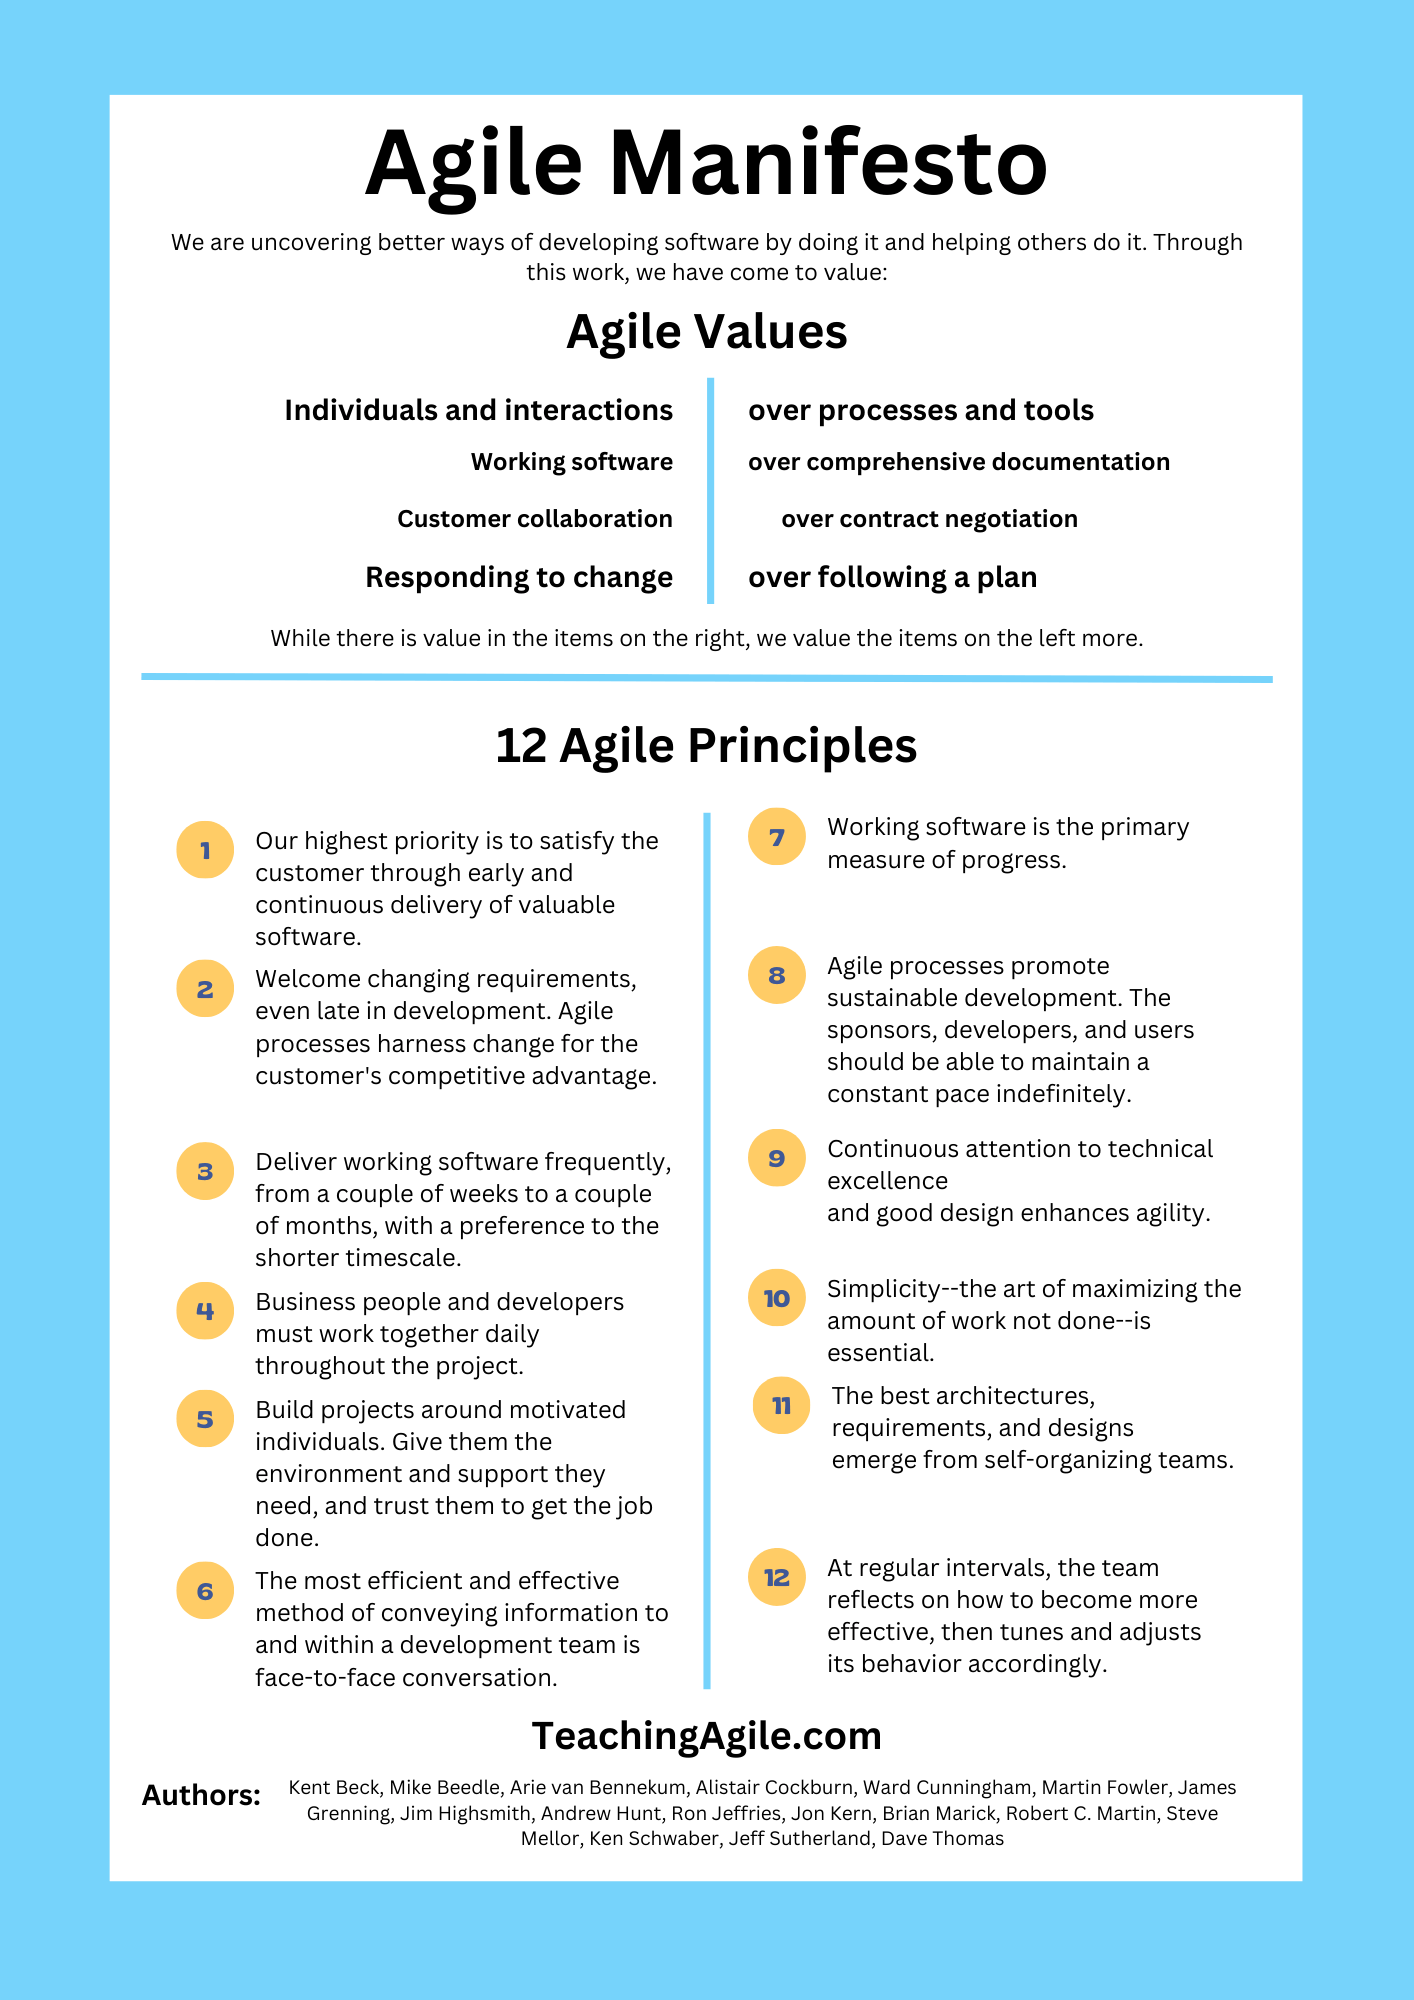 Agile Manifesto
We are uncovering better ways of developing software by doing it and helping others do it. Through
this work, we have come to value:
Agile Values
Individuals and interactions over processes and tools
Working software over comprehensive documentation
Customer collaboration over contract negotiation
Responding to change over following a plan
While there is value in the items on the right, we value the items on the left more.
12 Agile Principles
1 Our highest priority is to satisfy the
customer through early and
continuous delivery of valuable
software.
2 Welcome changing requirements,
even late in development. Agile
processes harness change for the
customer's competitive advantage.
3 Deliver working software frequently,
from a couple of weeks to a couple
of months, with a preference to the
shorter timescale.
4 Business people and developers
must work together daily
throughout the project.
5 Build projects around motivated
individuals. Give them the
environment and support they
need, and trust them to get the job
done.
6 The most efficient and effective
method of conveying information to
and within a development team is
face-to-face conversation.
7 Working software is the primary
measure of progress.
8 Agile processes promote
sustainable development. The
sponsors, developers, and users
should be able to maintain a
constant pace indefinitely.
9 Continuous attention to technical
excellence
and good design enhances agility.
10 Simplicity--the art of maximizing the
amount of work not done--is
essential.
11 The best architectures,
requirements, and designs
emerge from self-organizing teams.
12 At regular intervals, the team
reflects on how to become more
effective, then tunes and adjusts
its behavior accordingly.
TeachingAgile.com
Authors: Kent Beck, Mike Beedle, Arie van Bennekum, Alistair Cockburn, Ward Cunningham, Martin Fowler, James
Grenning, Jim Highsmith, Andrew Hunt, Ron Jeffries, Jon Kern, Brian Marick, Robert C. Martin, Steve
Mellor, Ken Schwaber, Jeff Sutherland, Dave Thomas